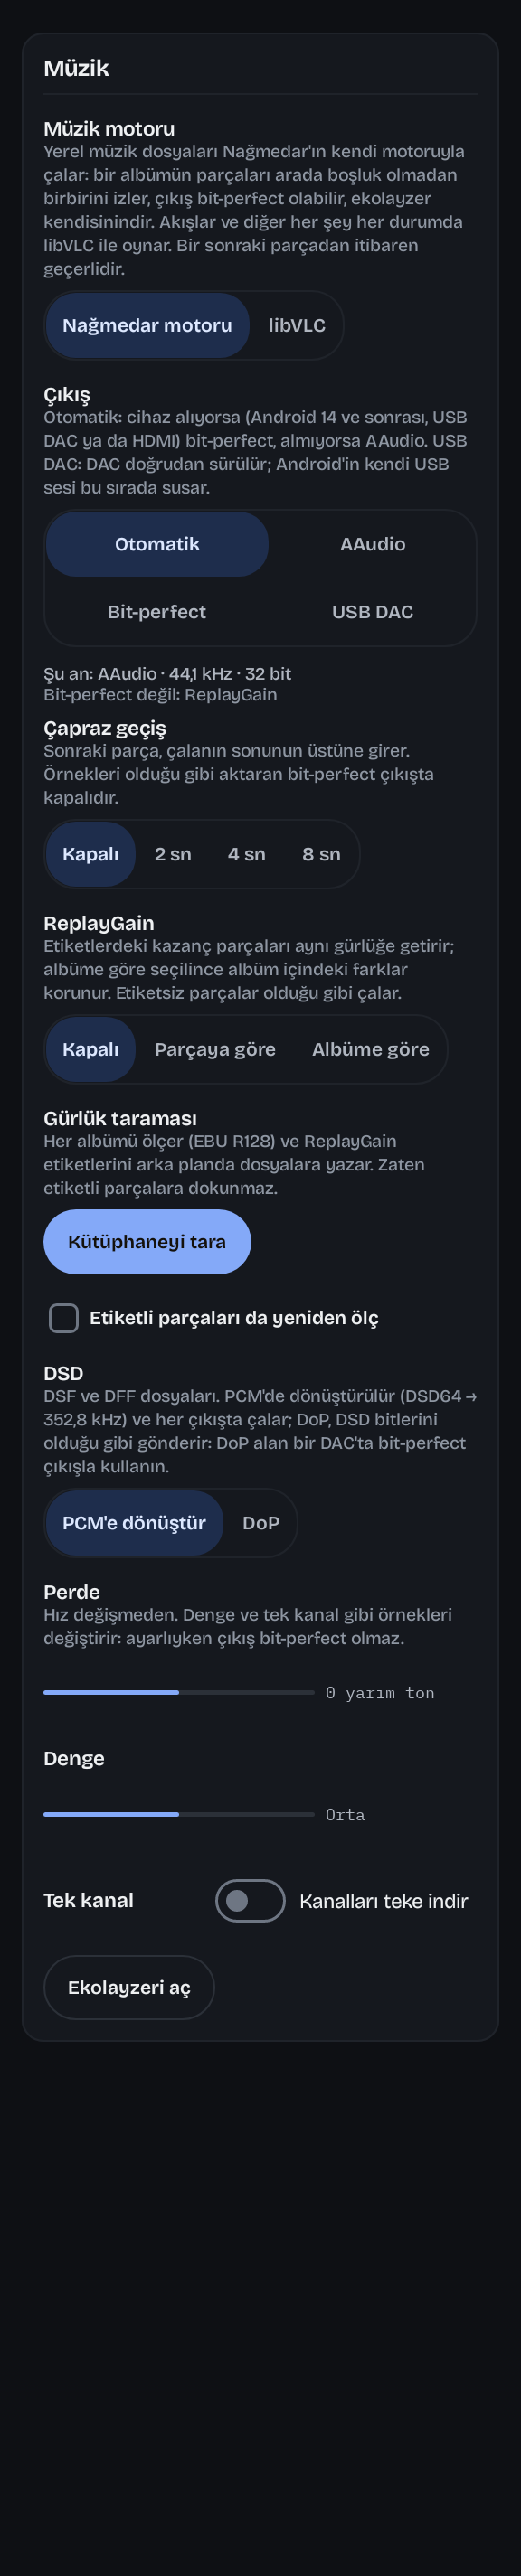 Müzik
Müzik motoru
Yerel müzik dosyaları Nağmedar'ın kendi motoruyla
çalar: bir albümün parçaları arada boşluk olmadan
birbirini izler, çıkış bit-perfect olabilir, ekolayzer
kendisinindir. Akışlar ve diğer her şey her durumda
libVLC ile oynar. Bir sonraki parçadan itibaren
geçerlidir.
Nağmedar motoru libVLC
Çıkış
Otomatik: cihaz alıyorsa (Android 14 ve sonrası, USB
DAC ya da HDMI) bit-perfect, almıyorsa AAudio. USB
DAC: DAC doğrudan sürülür; Android'in kendi USB
sesi bu sırada susar.
Otomatik AAudio
Bit-perfect USB DAC
Şu an: AAudio · 44,1 kHz · 32 bit
Bit-perfect değil: ReplayGain
Çapraz geçiş
Sonraki parça, çalanın sonunun üstüne girer.
Örnekleri olduğu gibi aktaran bit-perfect çıkışta
kapalıdır.
Kapalı 2 sn 4 sn 8 sn
ReplayGain
Etiketlerdeki kazanç parçaları aynı gürlüğe getirir;
albüme göre seçilince albüm içindeki farklar
korunur. Etiketsiz parçalar olduğu gibi çalar.
Kapalı Parçaya göre Albüme göre
Gürlük taraması
Her albümü ölçer (EBU R128) ve ReplayGain
etiketlerini arka planda dosyalara yazar. Zaten
etiketli parçalara dokunmaz.
Kütüphaneyi tara
Etiketli parçaları da yeniden ölç
DSD
DSF ve DFF dosyaları. PCM'de dönüştürülür (DSD64 →
352,8 kHz) ve her çıkışta çalar; DoP, DSD bitlerini
olduğu gibi gönderir: DoP alan bir DAC'ta bit-perfect
çıkışla kullanın.
PCM'e dönüştür DoP
Perde
Hız değişmeden. Denge ve tek kanal gibi örnekleri
değiştirir: ayarlıyken çıkış bit-perfect olmaz.
0 yarım ton
Denge
Orta
Tek kanal Kanalları teke indir
Ekolayzeri aç